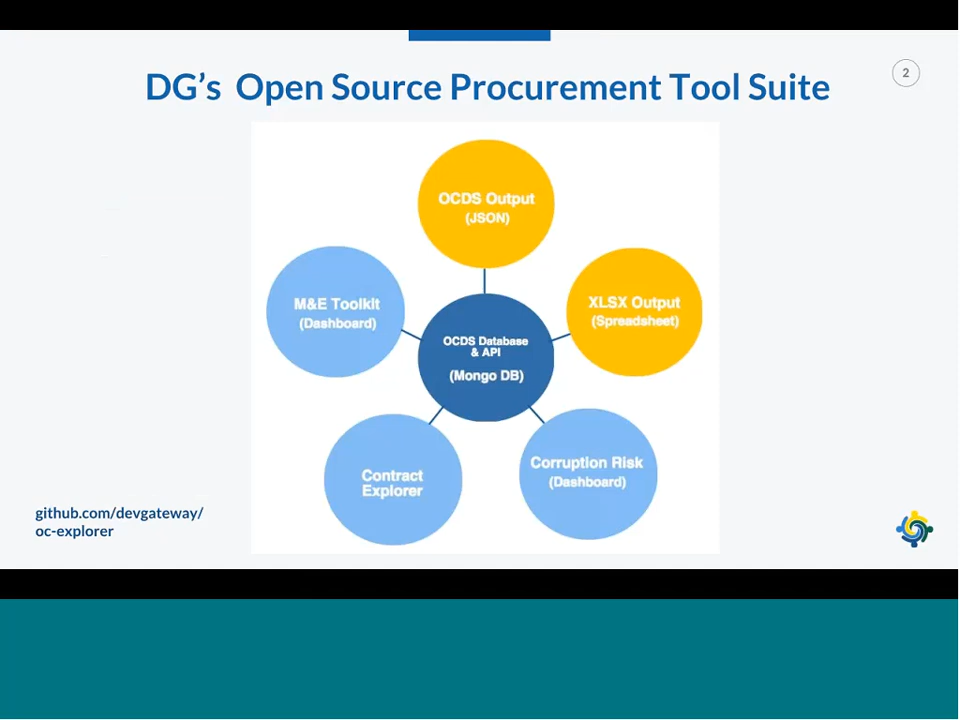 2
DG’s Open Source Procurement Tool Suite
OCDS Output
(JSON)
M&E Toolkit
(Dashboard)
XLSX Output
(Spreadsheet)
OCDS Database
& API
(Mongo DB)
Contract
Explorer
Corruption Risk
(Dashboard)
github.com/devgateway/
oc-explorer